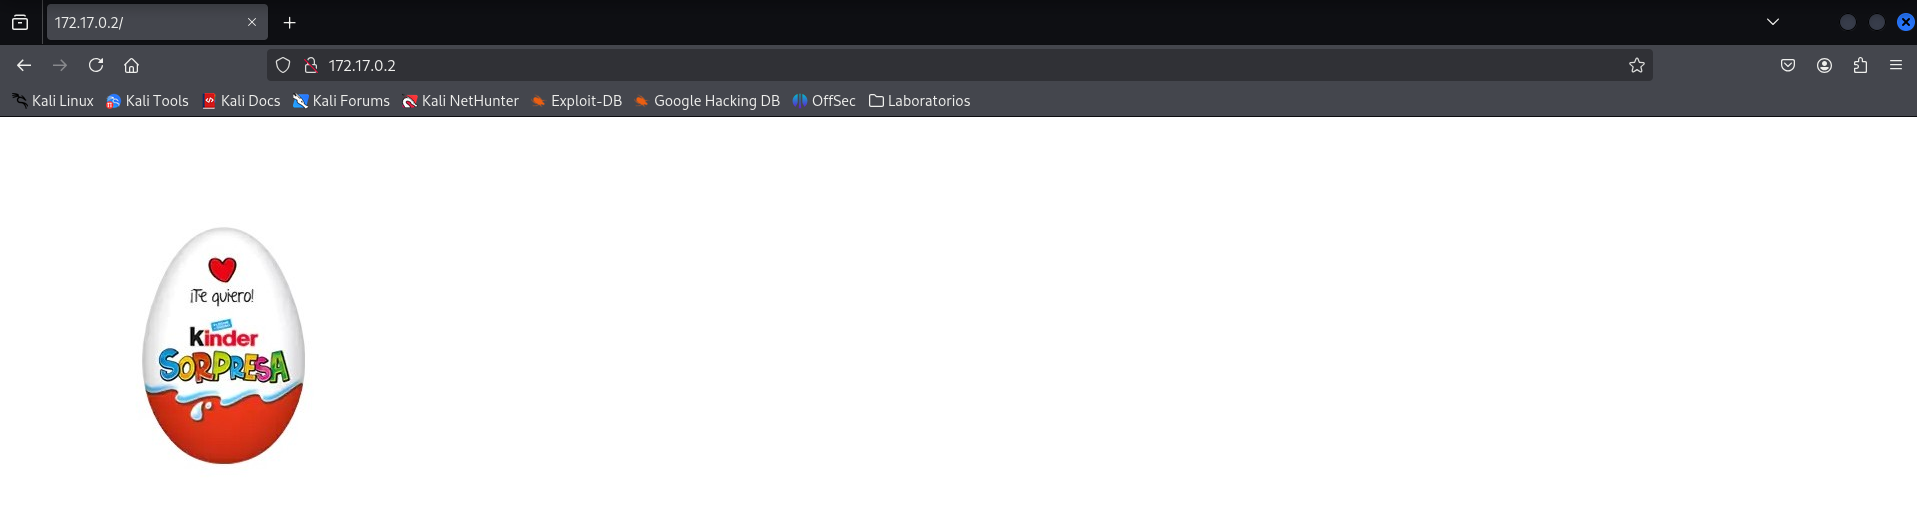 172.17.0.2/
172.17.0.2
Kali Linux Kali Tools Kali Docs Kali Forums Kali NetHunter Exploit-DB Google Hacking DB OffSec Laboratorios
¡Te quiero!
Kinder
SORPRESA